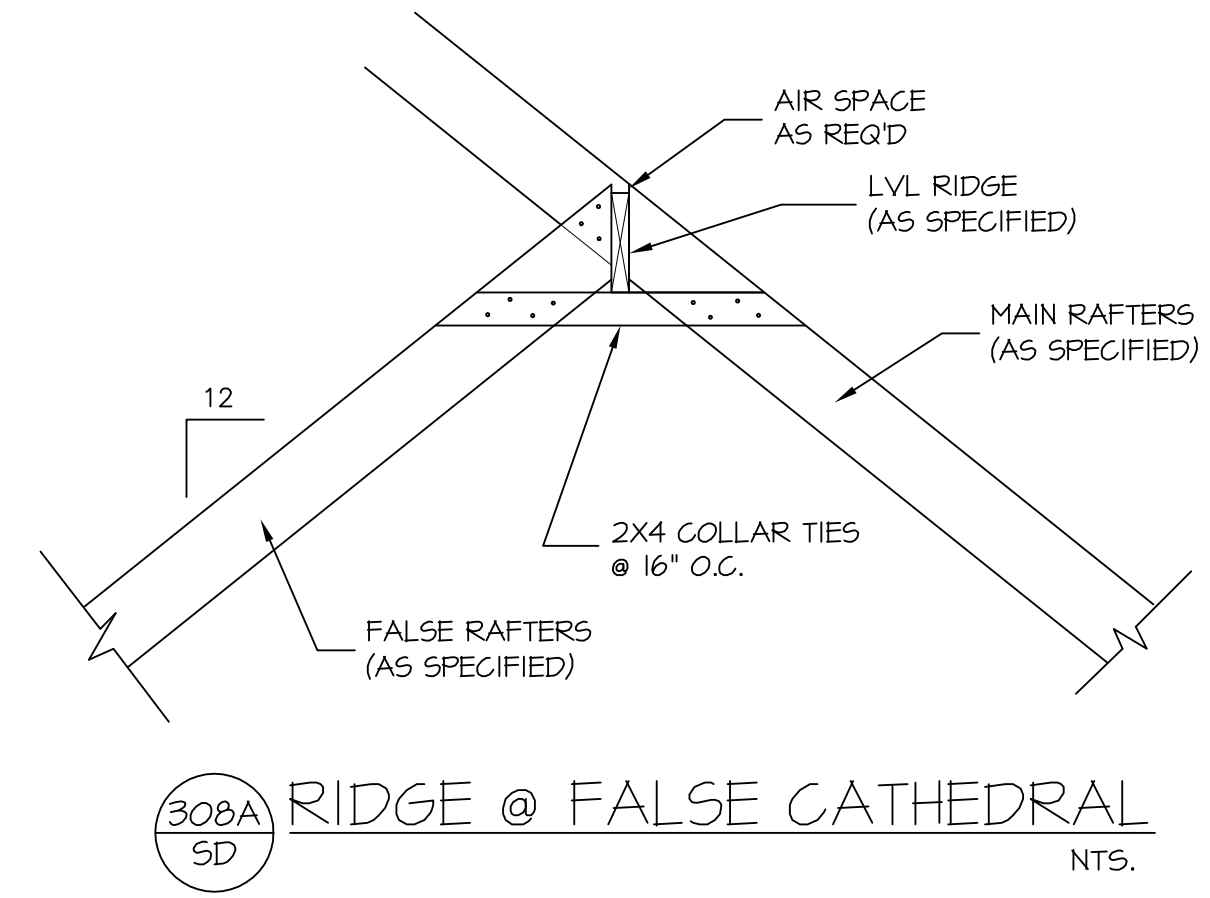 AIR SPACE
AS REQ'D
LVL RIDGE
(AS SPECIFIED)
MAIN RAFTERS
(AS SPECIFIED)
12
2X4 COLLAR TIES
@ 16" O.C.
FALSE RAFTERS
(AS SPECIFIED)
308A
SD
RIDGE @ FALSE CATHEDRAL
NTS.